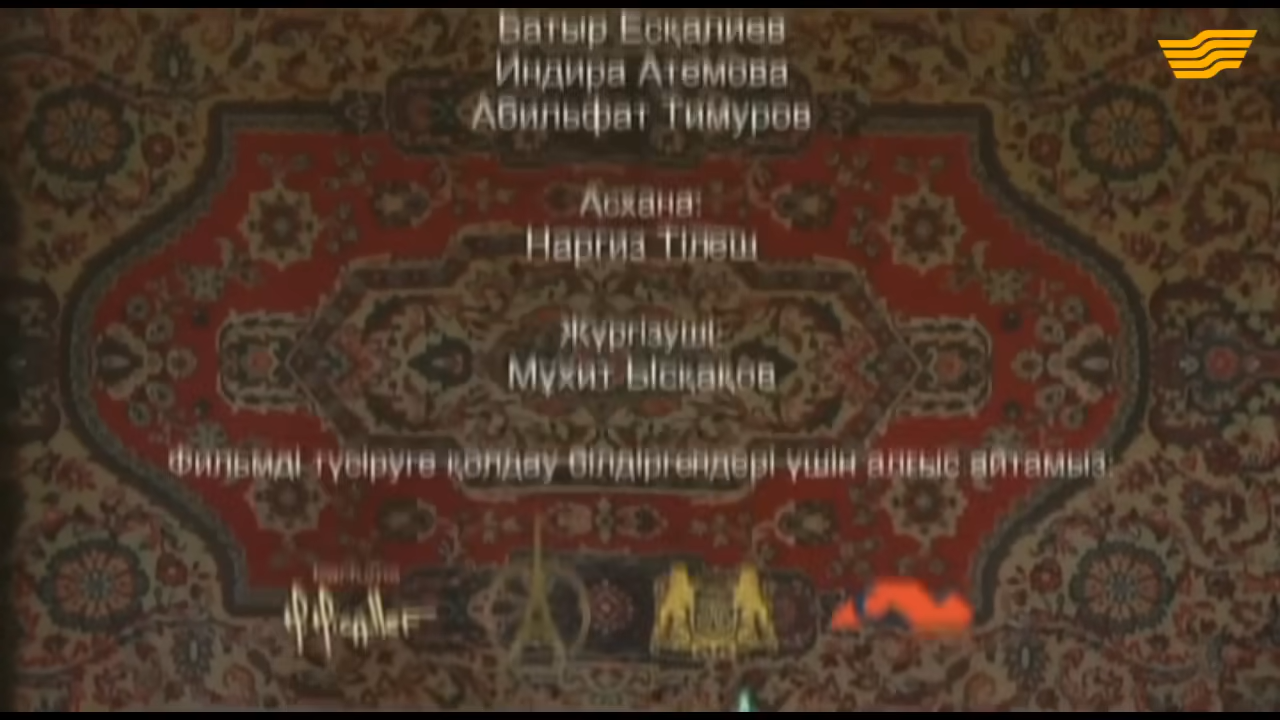 Батыр Есқалиев
Индира Атемова
Абильфат Тимуров
Асхана:
Наргиз Тілеш
Жүргізуші:
Мұхит Ысқақов
Фильмді түсіруге қолдау білдіргендері үшін алғыс айтамыз: